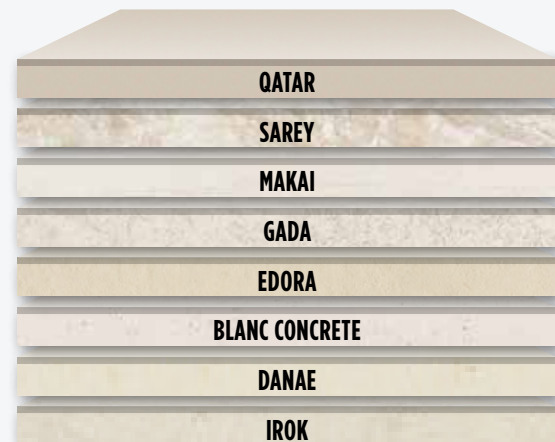 QATAR
SAREY
MAKAI
GADA
EDORA
BLANC CONCRETE
DANAE
IROK